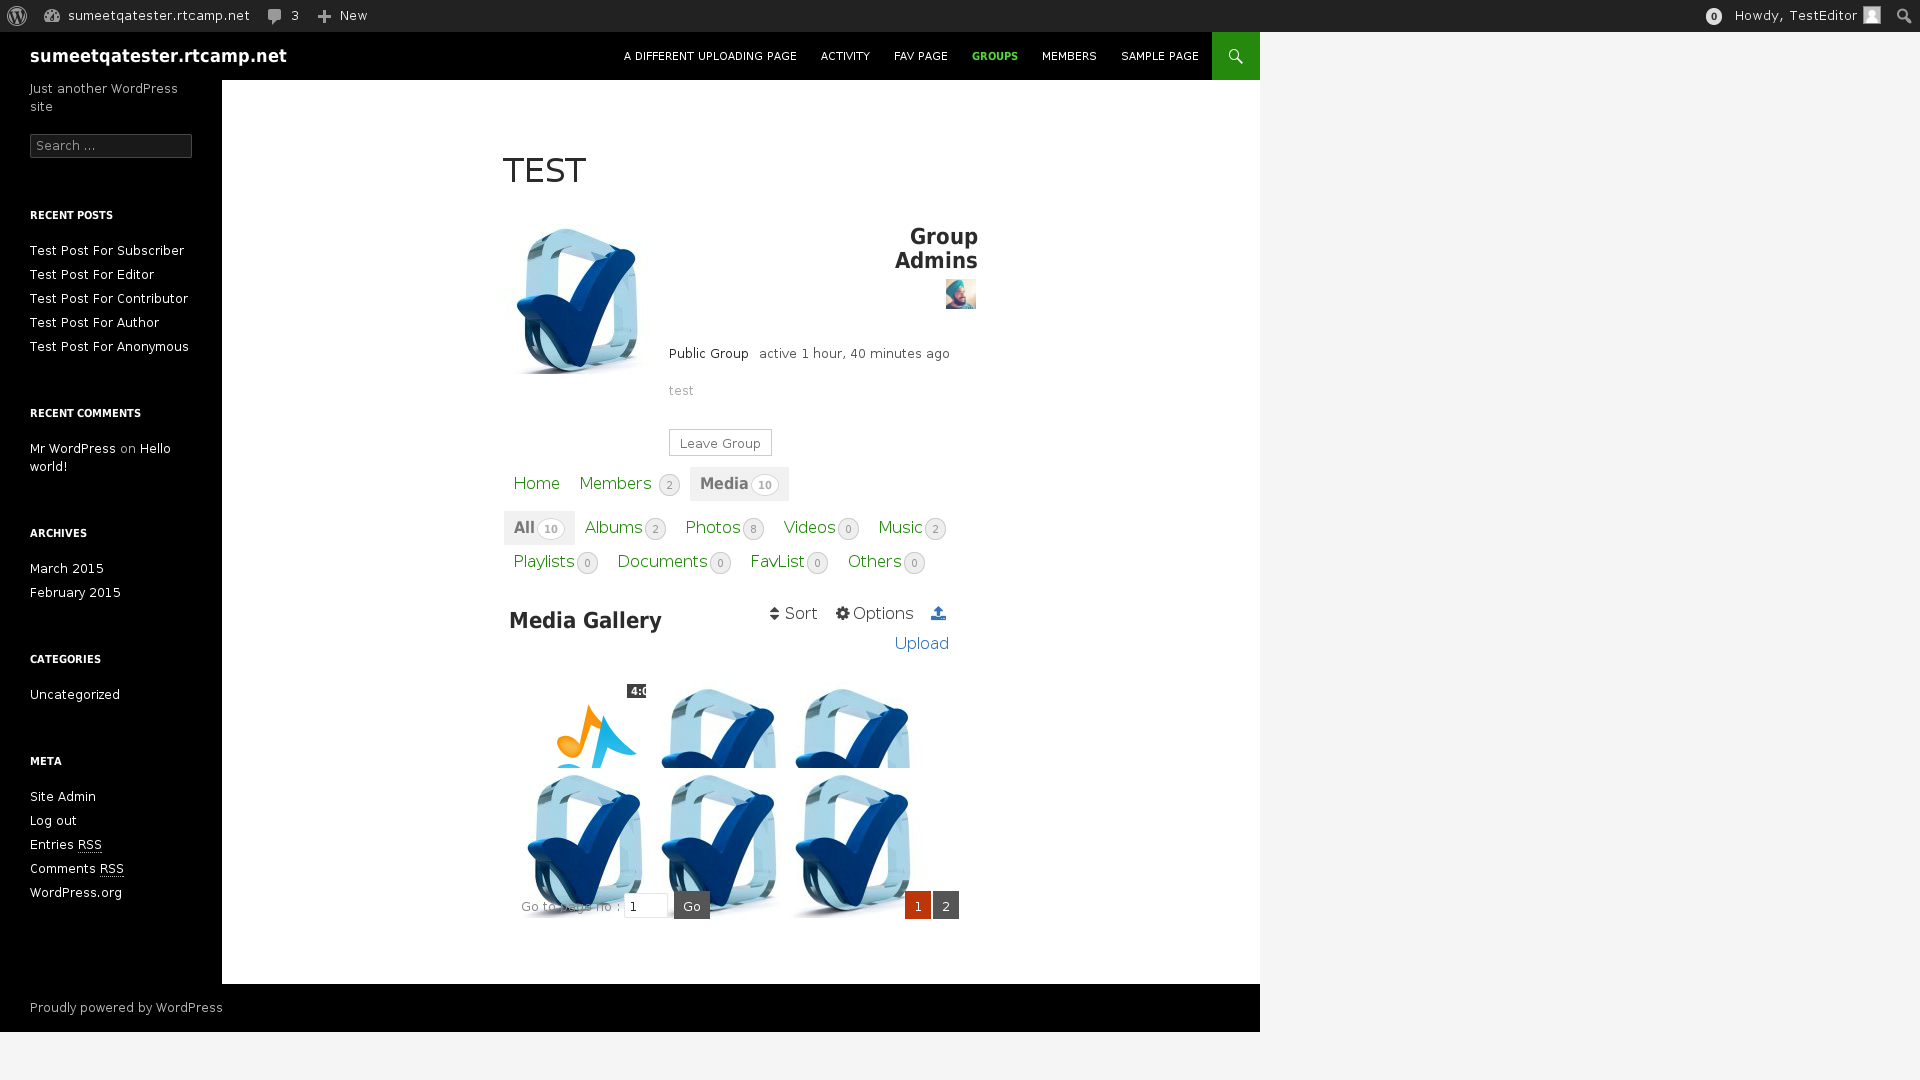 sumeetqatester.rtcamp.net 3 New 0 Howdy, TestEditor
sumeetqatester.rtcamp.net A DIFFERENT UPLOADING PAGE ACTIVITY FAV PAGE GROUPS MEMBERS SAMPLE PAGE
Just another WordPress
site
Search ...
RECENT POSTS
Test Post For Subscriber
Test Post For Editor
Test Post For Contributor
Test Post For Author
Test Post For Anonymous
RECENT COMMENTS
Mr WordPress on Hello
world!
ARCHIVES
March 2015
February 2015
CATEGORIES
Uncategorized
META
Site Admin
Log out
Entries RSS
Comments RSS
WordPress.org
TEST
Group
Admins
Public Group active 1 hour, 40 minutes ago
test
Leave Group
Home Members 2 Media 10
All 10 Albums 2 Photos 8 Videos 0 Music 2
Playlists 0 Documents 0 FavList 0 Others 0
Media Gallery Sort Options
Upload
Go to page no : 1 Go 1 2
Proudly powered by WordPress